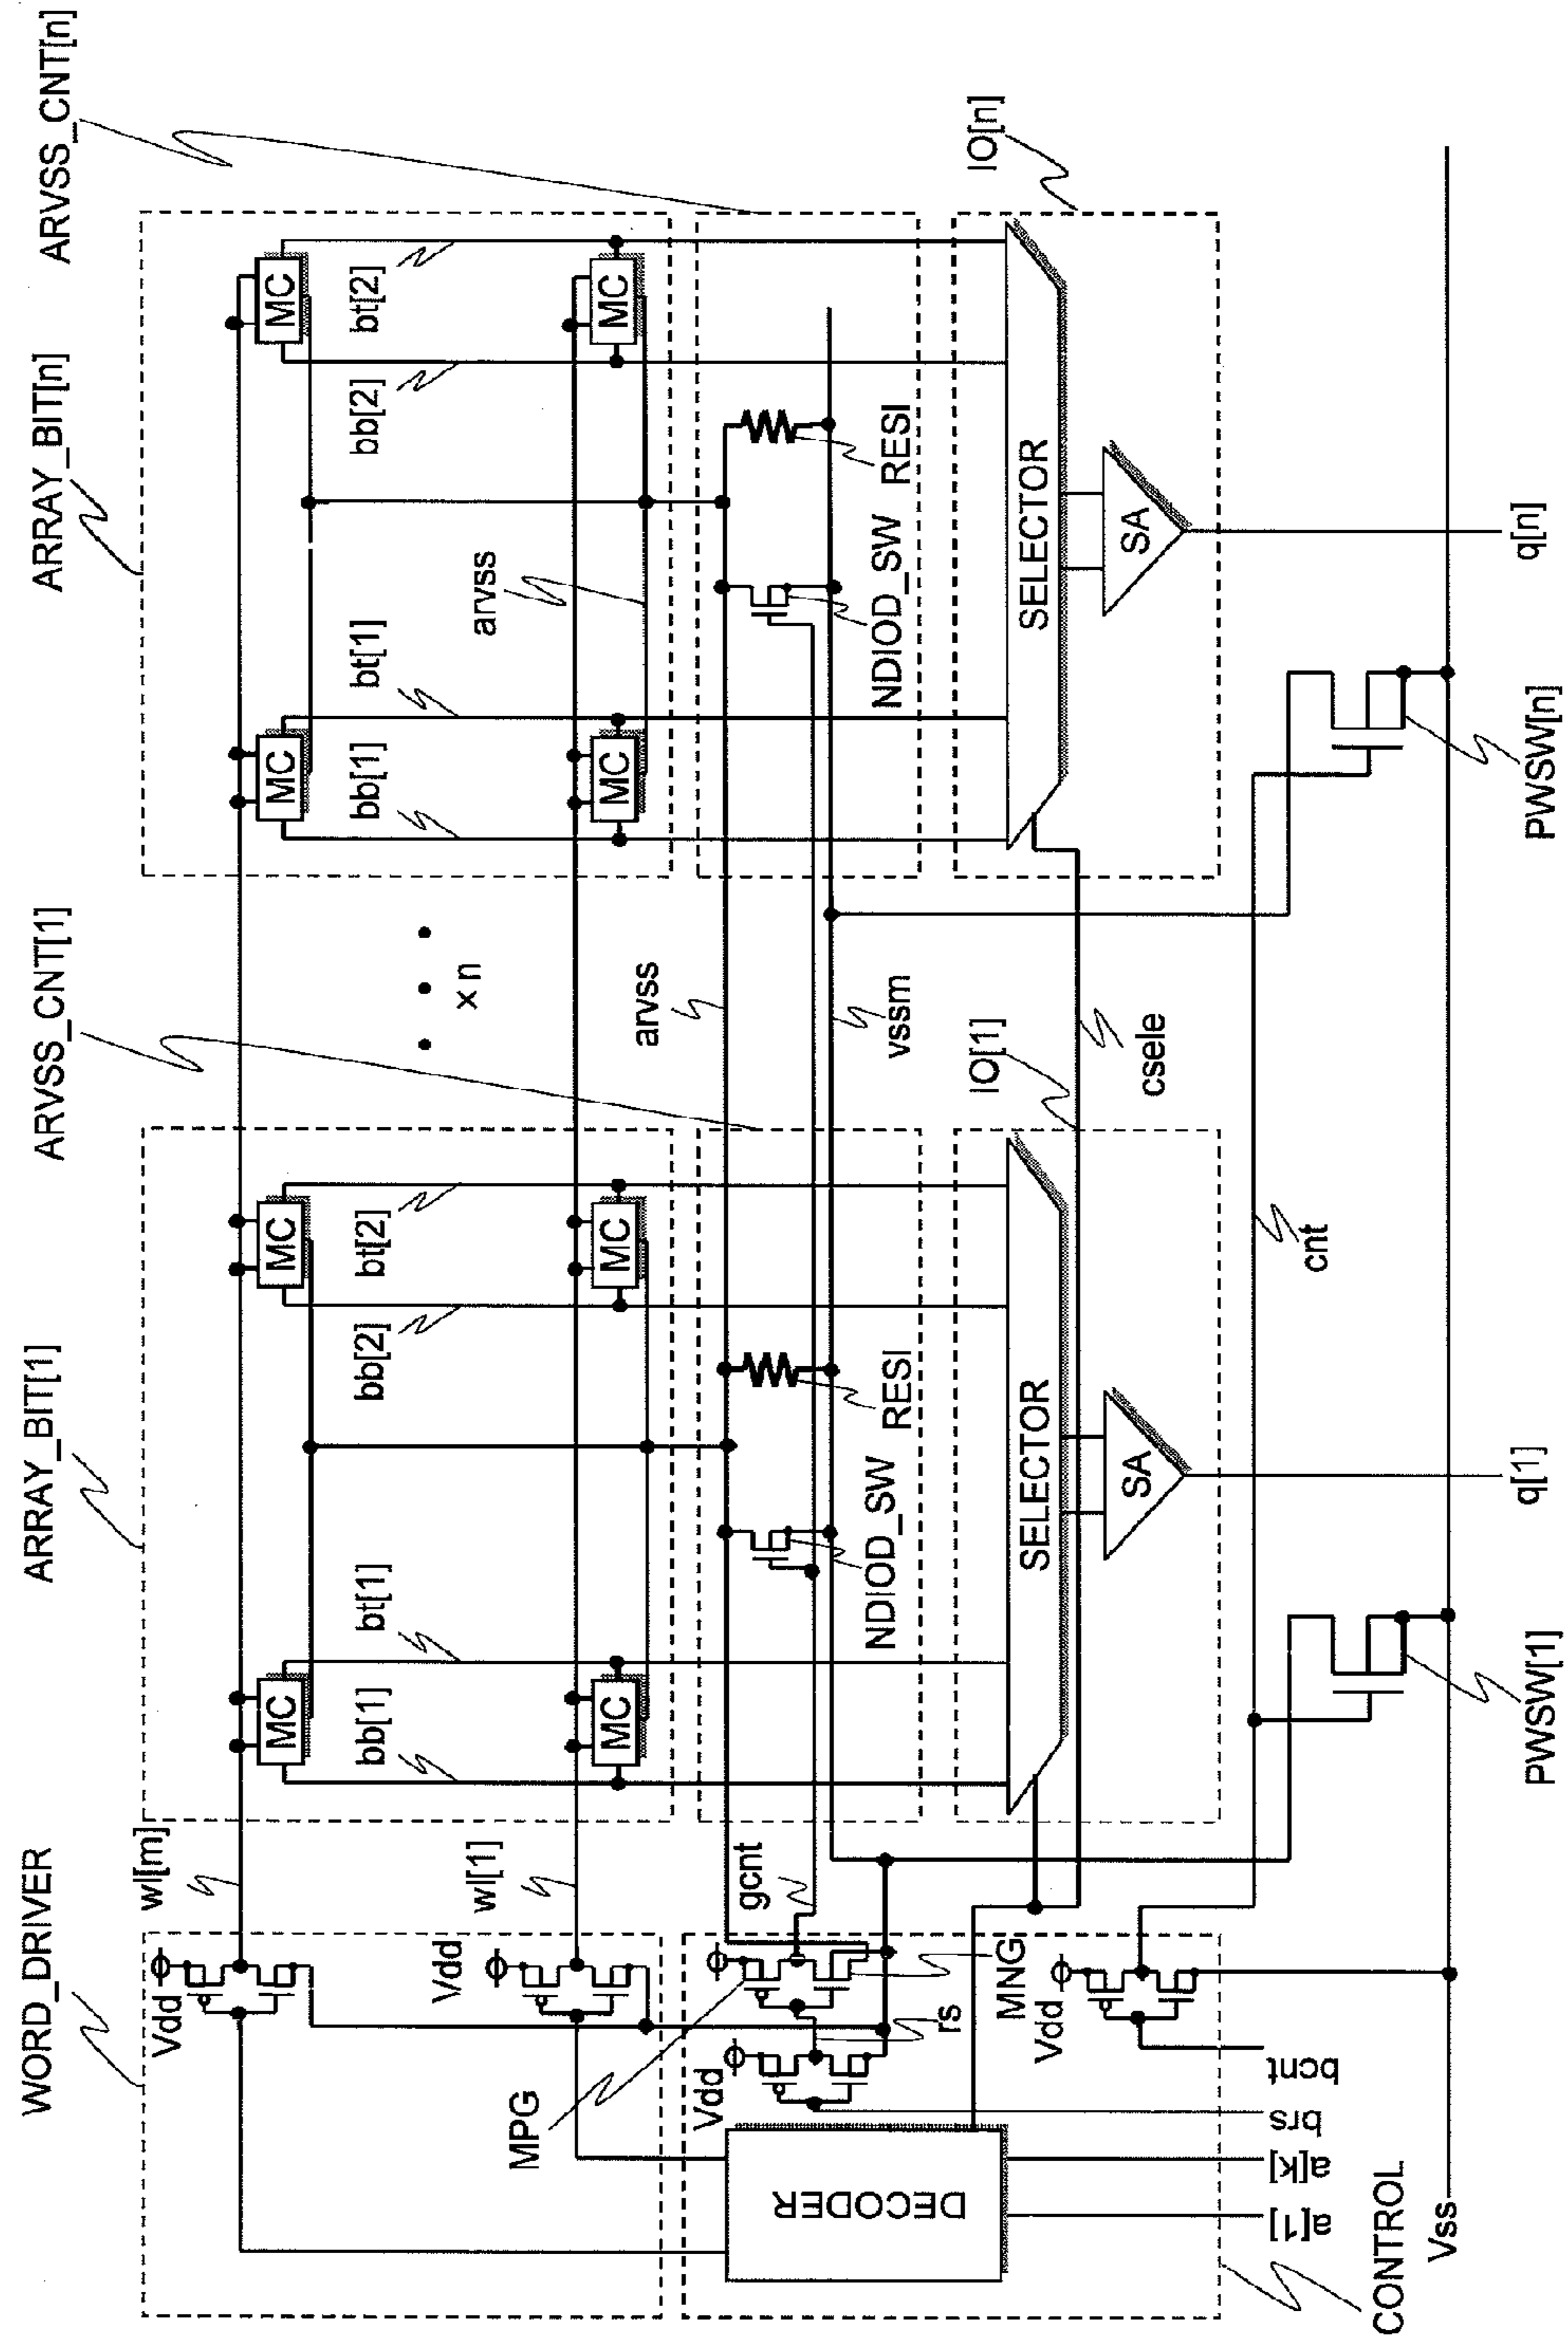 WORD_DRIVER
ARRAY_BIT[1]
ARVSS_CNT[1]
ARRAY_BIT[n]
ARVSS_CNT[n]
wl[m]
Vdd
MC
MC
MC
MC
bb[1]
bt[1]
bb[2]
bt[2]
× n
bb[1]
bt[1]
bb[2]
bt[2]
wl[1]
Vdd
MC
MC
arvss
MC
MC
MPG
gcnt
arvss
Vdd
NDIOD_SW
RESI
vssm
NDIOD_SW
RESI
rs
MNG
IO[1]
IO[n]
DECODER
SELECTOR
SELECTOR
Vdd
SA
csele
SA
a[1]
a[k]
brs
bcnt
cnt
CONTROL
Vss
PWSW[1]
q[1]
PWSW[n]
q[n]